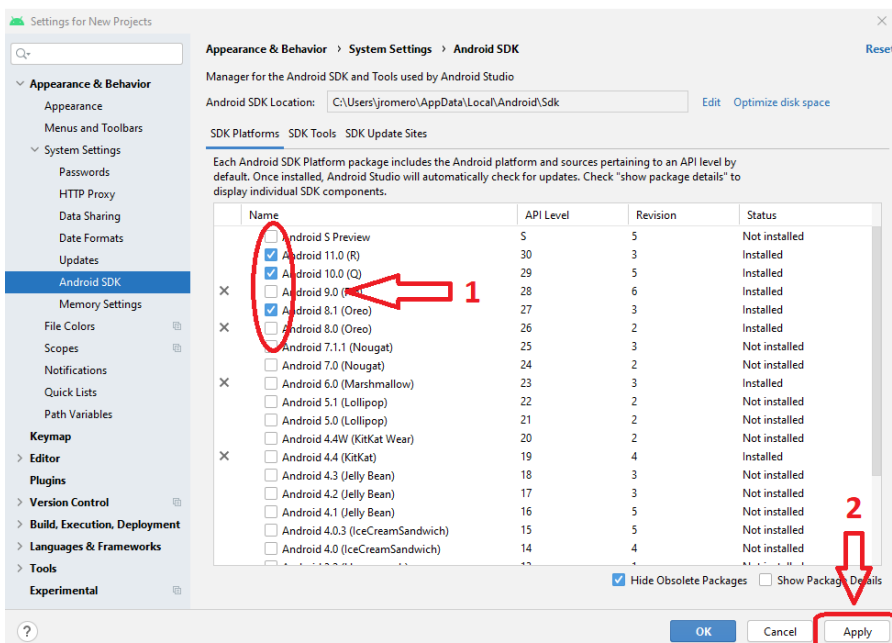 Settings for New Projects
Appearance & Behavior
Appearance
Menus and Toolbars
System Settings
Passwords
HTTP Proxy
Data Sharing
Date Formats
Updates
Android SDK
Memory Settings
File Colors
Scopes
Notifications
Quick Lists
Path Variables
Keymap
Editor
Plugins
Version Control
Build, Execution, Deployment
Languages & Frameworks
Tools
Experimental
Appearance & Behavior › System Settings › Android SDK
Reset
Manager for the Android SDK and Tools used by Android Studio
Android SDK Location: C:\Users\jromero\AppData\Local\Android\Sdk Edit Optimize disk space
SDK Platforms SDK Tools SDK Update Sites
Each Android SDK Platform package includes the Android platform and sources pertaining to an API level by
default. Once installed, Android Studio will automatically check for updates. Check "show package details" to
display individual SDK components.
Name API Level Revision Status
Android S Preview S 5 Not installed
Android 11.0 (R) 30 3 Installed
Android 10.0 (Q) 29 5 Installed
Android 9.0 28 6 Installed
1
Android 8.1 (Oreo) 27 3 Installed
Android 8.0 (Oreo) 26 2 Installed
Android 7.1.1 (Nougat) 25 3 Not installed
Android 7.0 (Nougat) 24 2 Not installed
Android 6.0 (Marshmallow) 23 3 Installed
Android 5.1 (Lollipop) 22 2 Not installed
Android 5.0 (Lollipop) 21 2 Not installed
Android 4.4W (KitKat Wear) 20 2 Not installed
Android 4.4 (KitKat) 19 4 Installed
Android 4.3 (Jelly Bean) 18 3 Not installed
Android 4.2 (Jelly Bean) 17 3 Not installed
Android 4.1 (Jelly Bean) 16 5 Not installed
Android 4.0.3 (IceCreamSandwich) 15 5 Not installed
Android 4.0 (IceCreamSandwich) 14 4 Not installed
2
Hide Obsolete Packages Show Package Details
? OK Cancel Apply